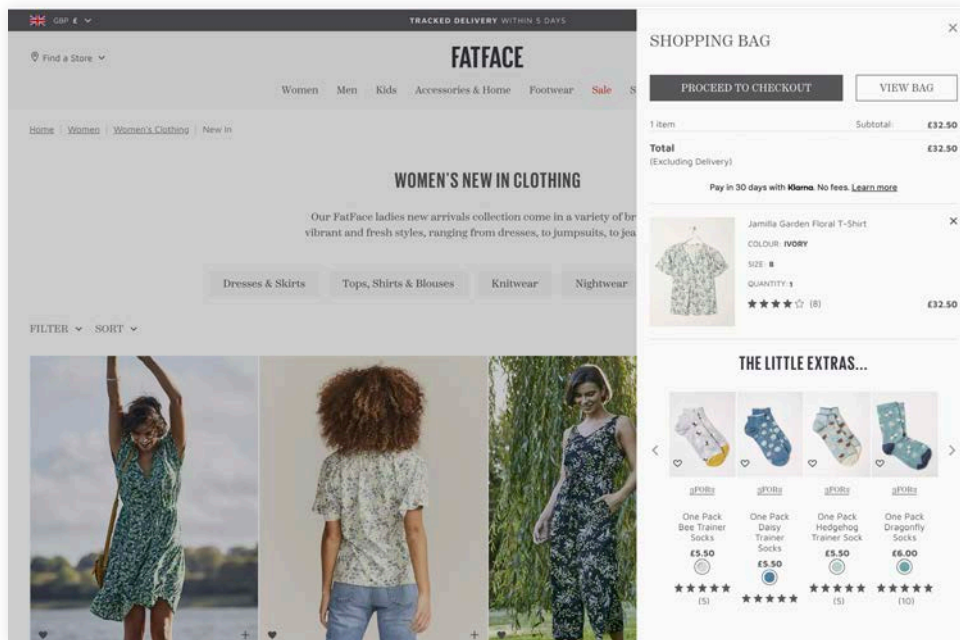 GBP £
TRACKED DELIVERY WITHIN 5 DAYS
Find a Store
FATFACE
Women Men Kids Accessories & Home Footwear Sale S
Home | Women | Women's Clothing | New In
WOMEN'S NEW IN CLOTHING
Our FatFace ladies new arrivals collection come in a variety of br
vibrant and fresh styles, ranging from dresses, to jumpsuits, to jea
Dresses & Skirts Tops, Shirts & Blouses Knitwear Nightwear
FILTER SORT
SHOPPING BAG
PROCEED TO CHECKOUT VIEW BAG
1 item Subtotal: £32.50
Total £32.50
(Excluding Delivery)
Pay in 30 days with Klarna. No fees. Learn more
Jamilla Garden Floral T-Shirt
COLOUR: IVORY
SIZE: 8
QUANTITY: 1
(8) £32.50
THE LITTLE EXTRAS...
3FOR2 3FOR2 3FOR2 3FOR2
One Pack Bee Trainer Socks
£5.50
(5)
One Pack Daisy Trainer Socks
£5.50
One Pack Hedgehog Trainer Sock
£5.50
(5)
One Pack Dragonfly Socks
£6.00
(10)